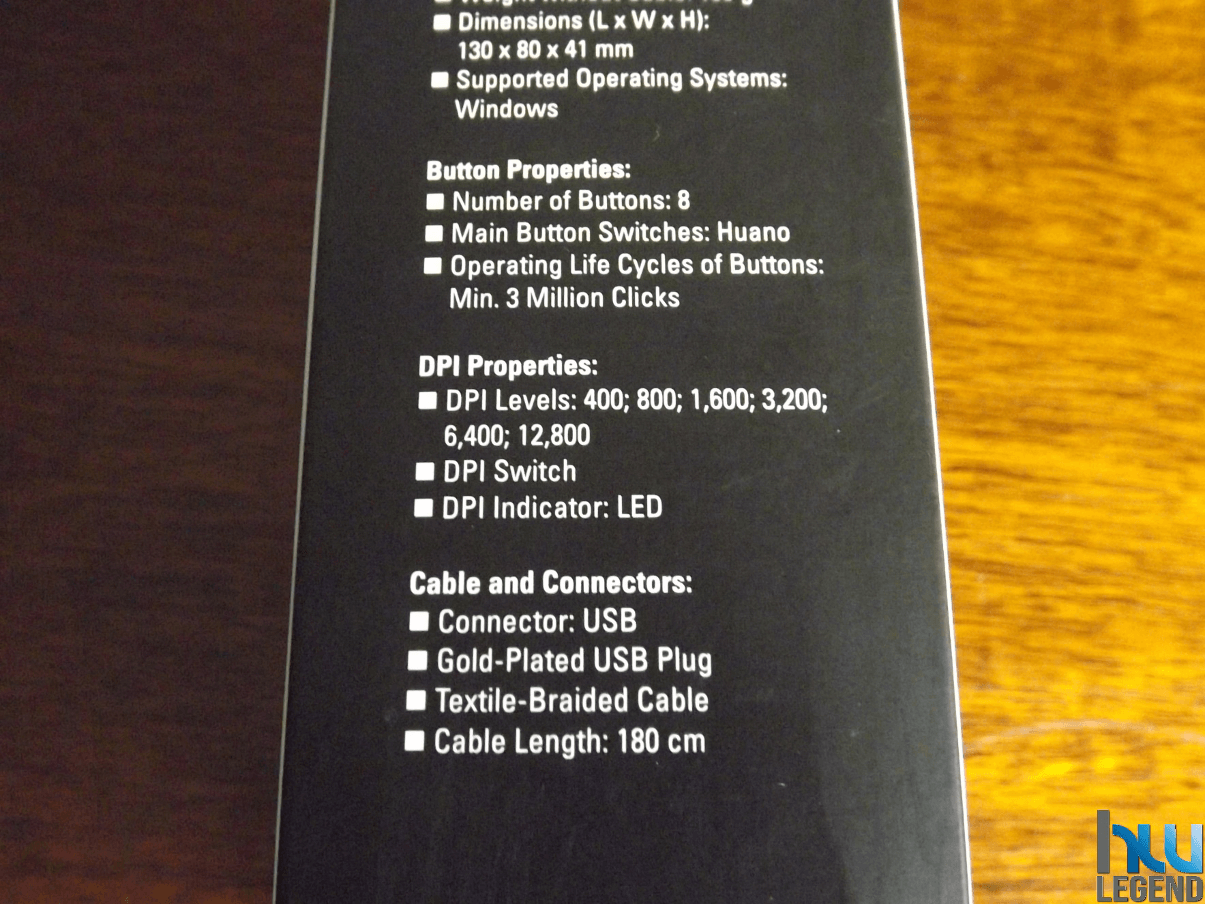 Dimensions (L x W x H):
130 x 80 x 41 mm
Supported Operating Systems:
Windows
Button Properties:
Number of Buttons: 8
Main Button Switches: Huano
Operating Life Cycles of Buttons:
Min. 3 Million Clicks
DPI Properties:
DPI Levels: 400; 800; 1,600; 3,200;
6,400; 12,800
DPI Switch
DPI Indicator: LED
Cable and Connectors:
Connector: USB
Gold-Plated USB Plug
Textile-Braided Cable
Cable Length: 180 cm
hw
LEGEND